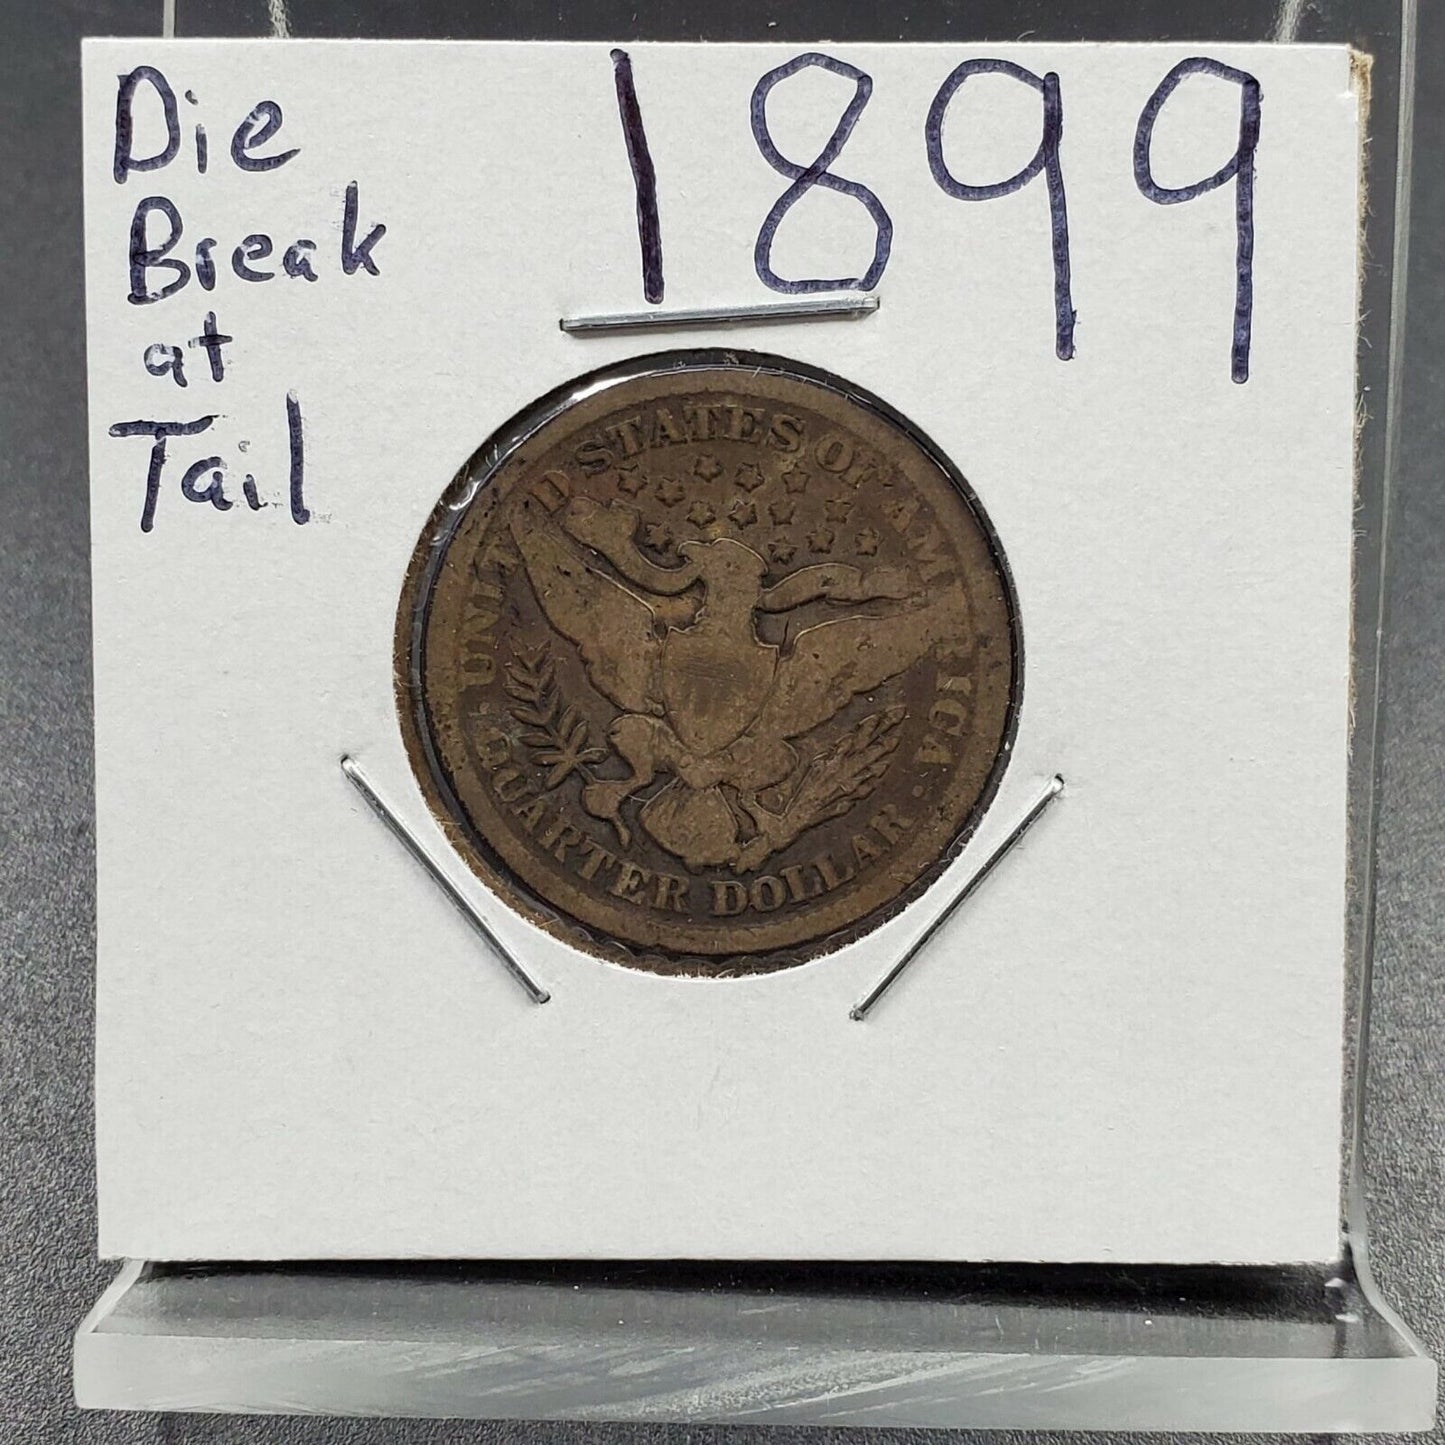 Die
Break
at
Tail
1899
UNITED STATES OF AMERICA
· QUARTER DOLLAR ·